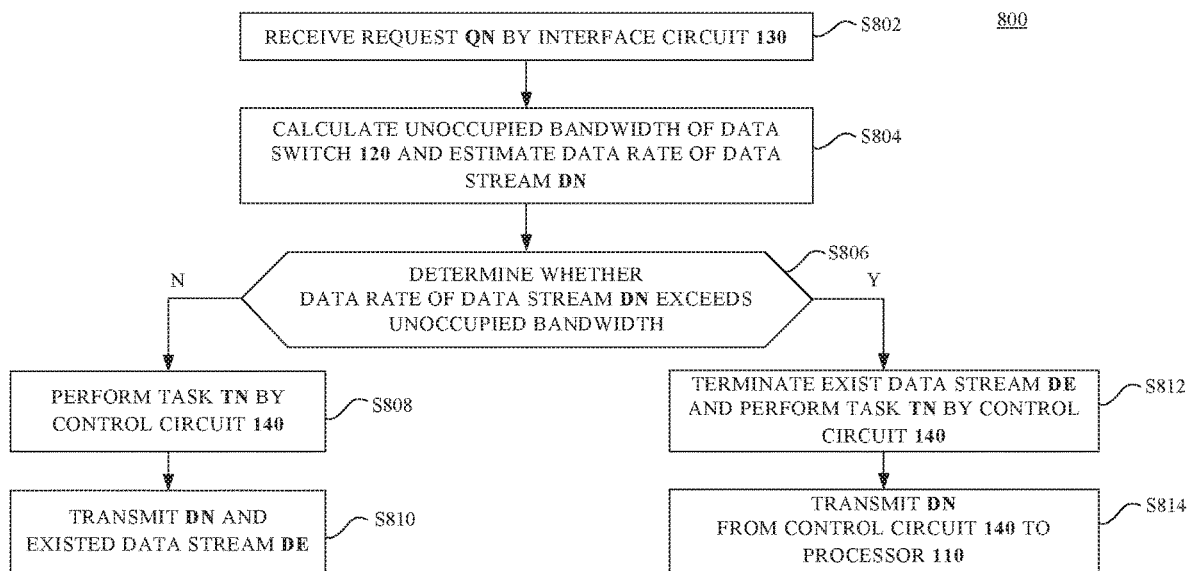 800
RECEIVE REQUEST QN BY INTERFACE CIRCUIT 130
S802
CALCULATE UNOCCUPIED BANDWIDTH OF DATA
SWITCH 120 AND ESTIMATE DATA RATE OF DATA
STREAM DN
S804
DETERMINE WHETHER
DATA RATE OF DATA STREAM DN EXCEEDS
UNOCCUPIED BANDWIDTH
S806
N
Y
PERFORM TASK TN BY
CONTROL CIRCUIT 140
S808
TERMINATE EXIST DATA STREAM DE
AND PERFORM TASK TN BY CONTROL
CIRCUIT 140
S812
TRANSMIT DN AND
EXISTED DATA STREAM DE
S810
TRANSMIT DN
FROM CONTROL CIRCUIT 140 TO
PROCESSOR 110
S814